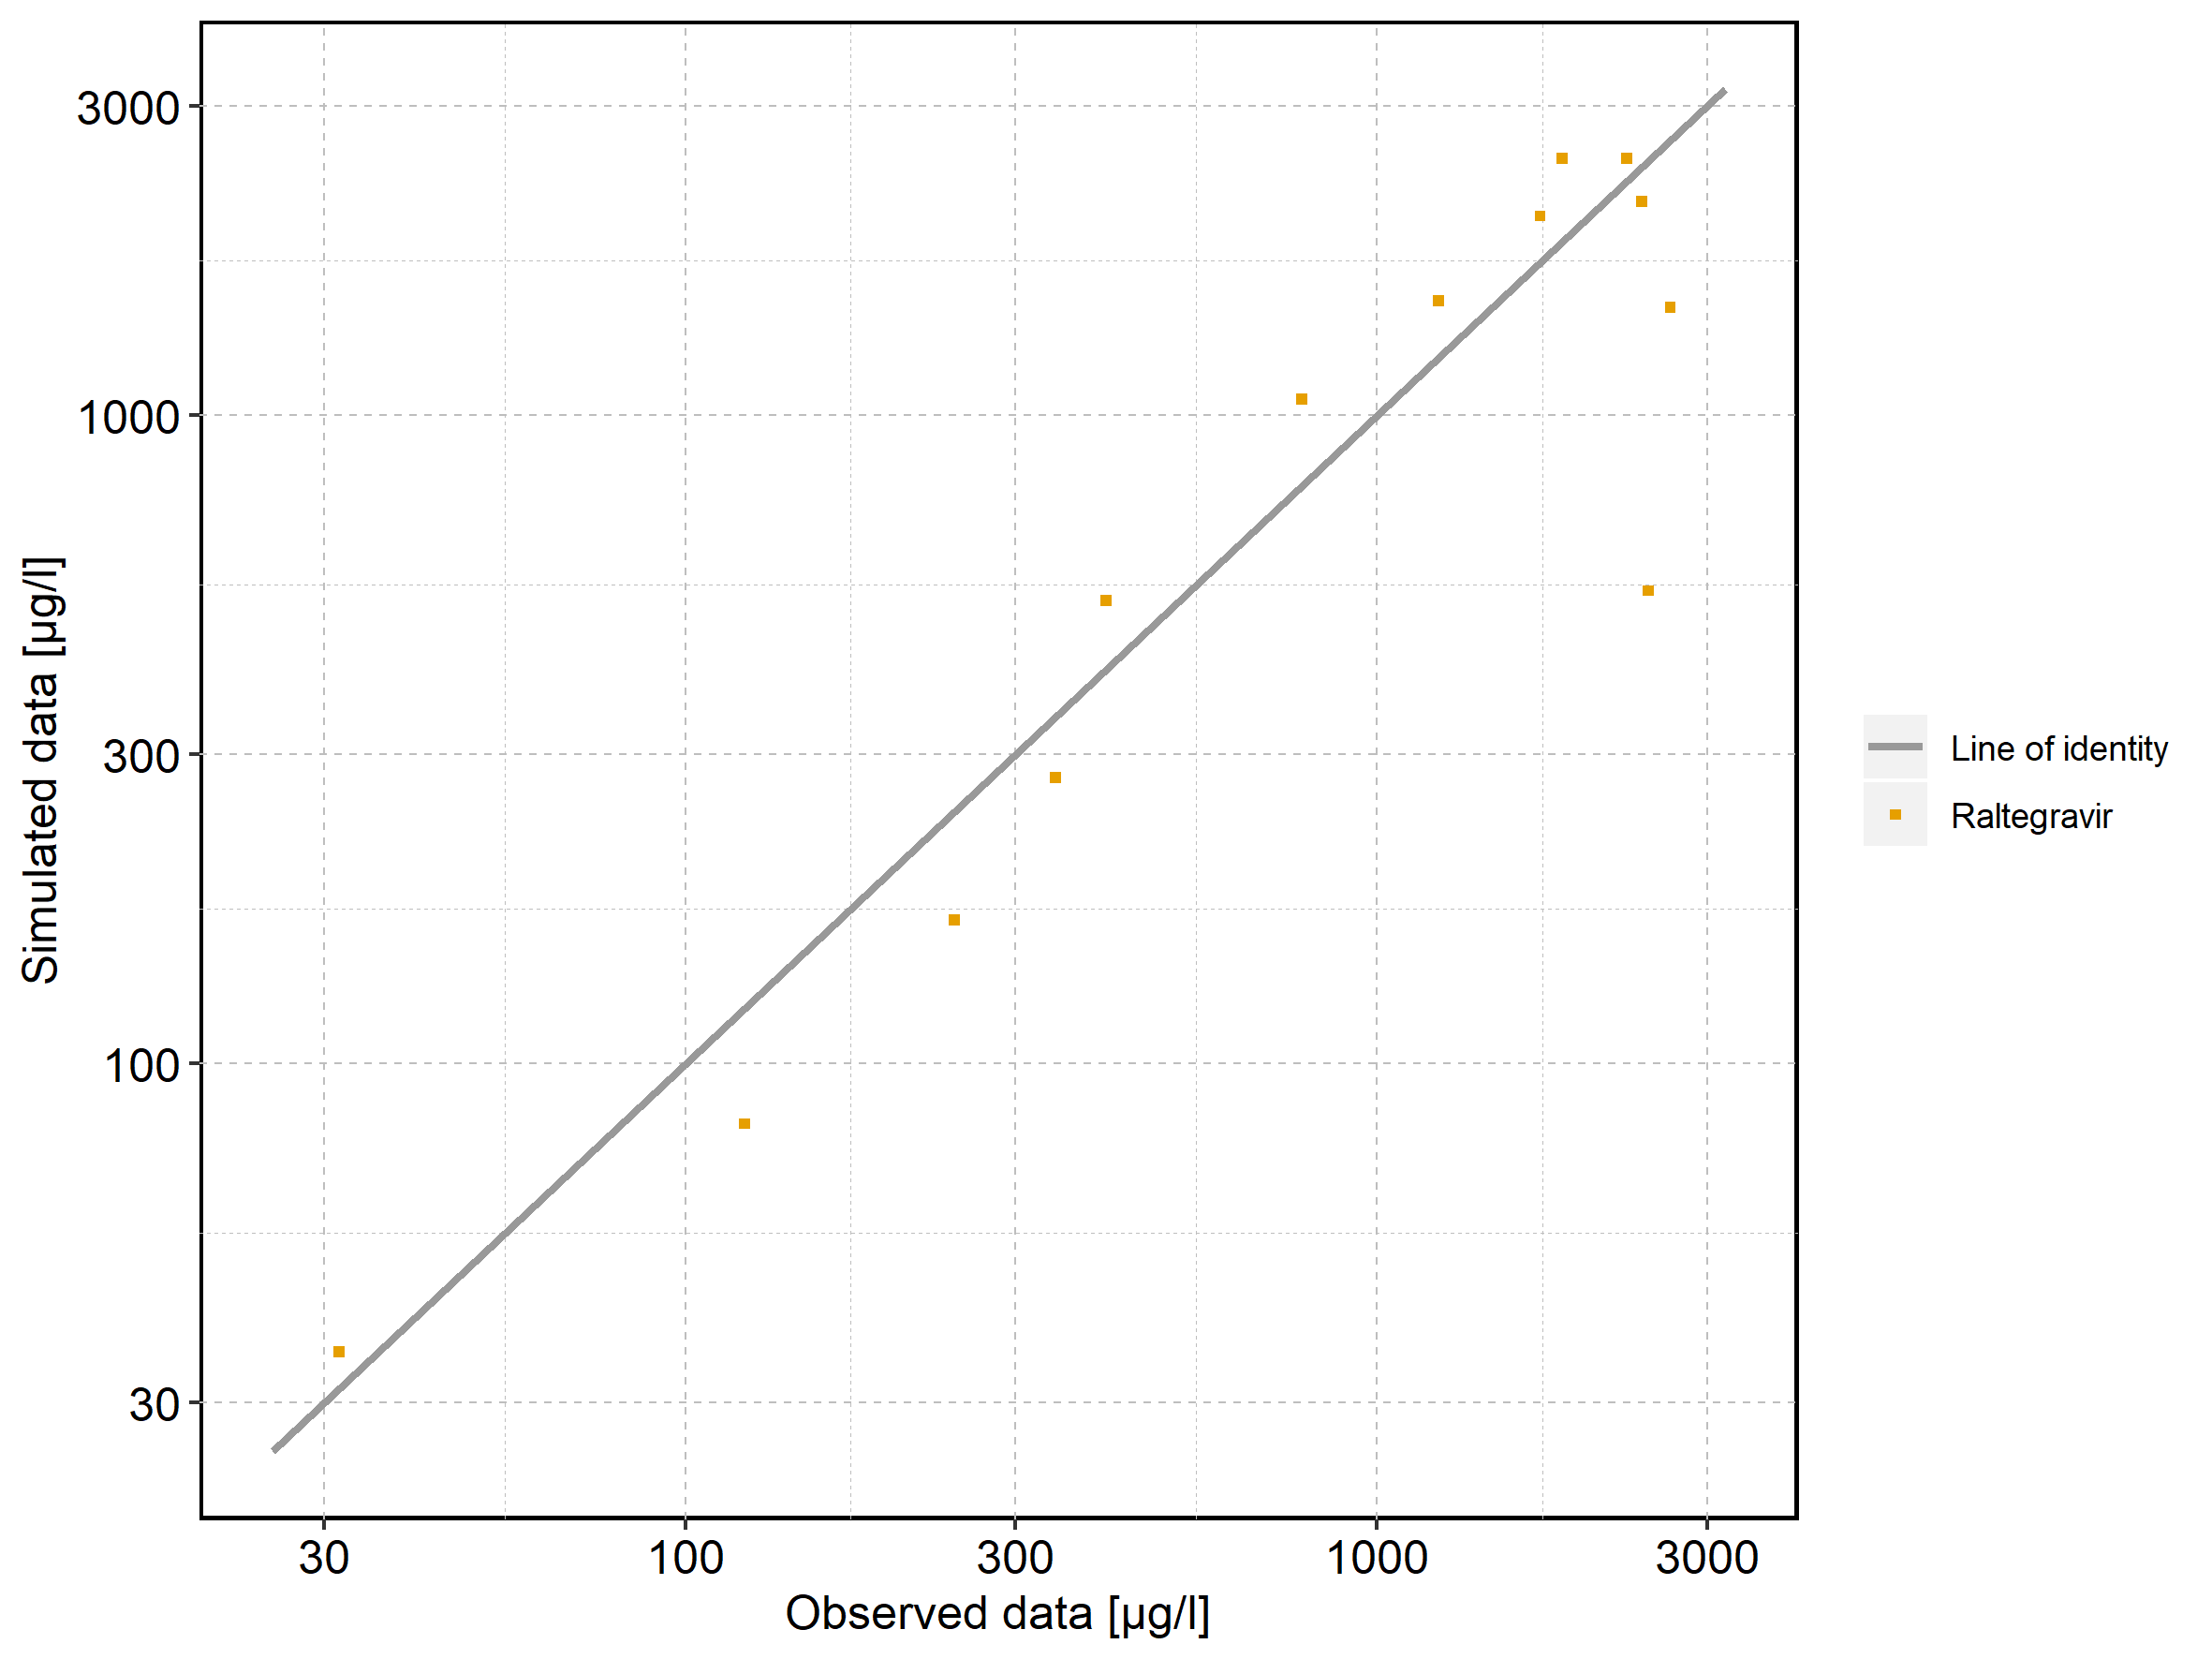 3000
1000
300
100
30
Simulated data [µg/l]
30
100
300
1000
3000
Observed data [µg/l]
Line of identity
Raltegravir